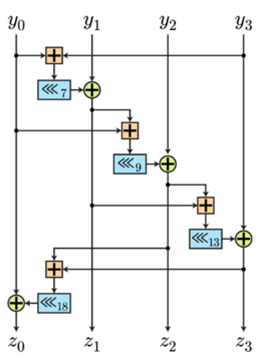 y₀ y₁ y₂ y₃
⋘7
⋘9
⋘13
⋘18
z₀ z₁ z₂ z₃